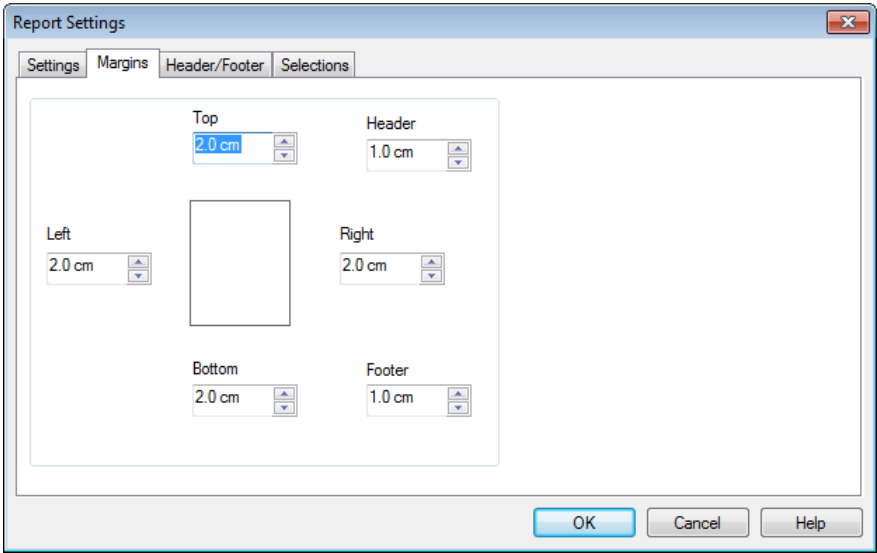 Report Settings
Settings Margins Header/Footer Selections
Top
2.0 cm
Header
1.0 cm
Left
2.0 cm
Right
2.0 cm
Bottom
2.0 cm
Footer
1.0 cm
OK Cancel Help